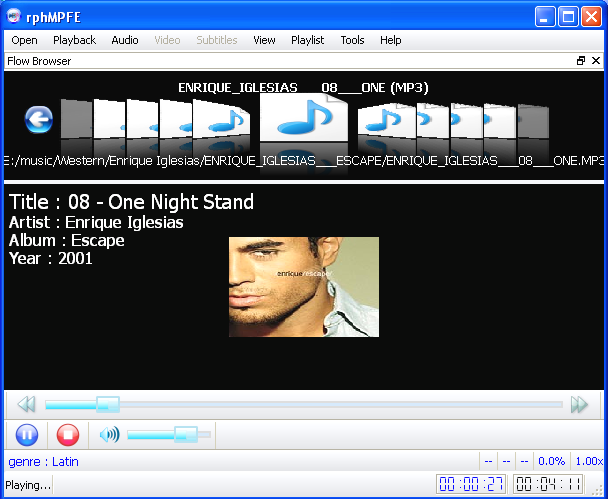 rphMPFE
Open Playback Audio Video Subtitles View Playlist Tools Help
Flow Browser
ENRIQUE_IGLESIAS___08___ONE (MP3)
E:/music/Western/Enrique Iglesias/ENRIQUE_IGLESIAS___ESCAPE/ENRIQUE_IGLESIAS___08___ONE.MP3
Title : 08 - One Night Stand
Artist : Enrique Iglesias
Album : Escape
Year : 2001
enrique/escape
genre : Latin -- -- -- 0.0% 1.00x
Playing... 00:00:27 00:04:11